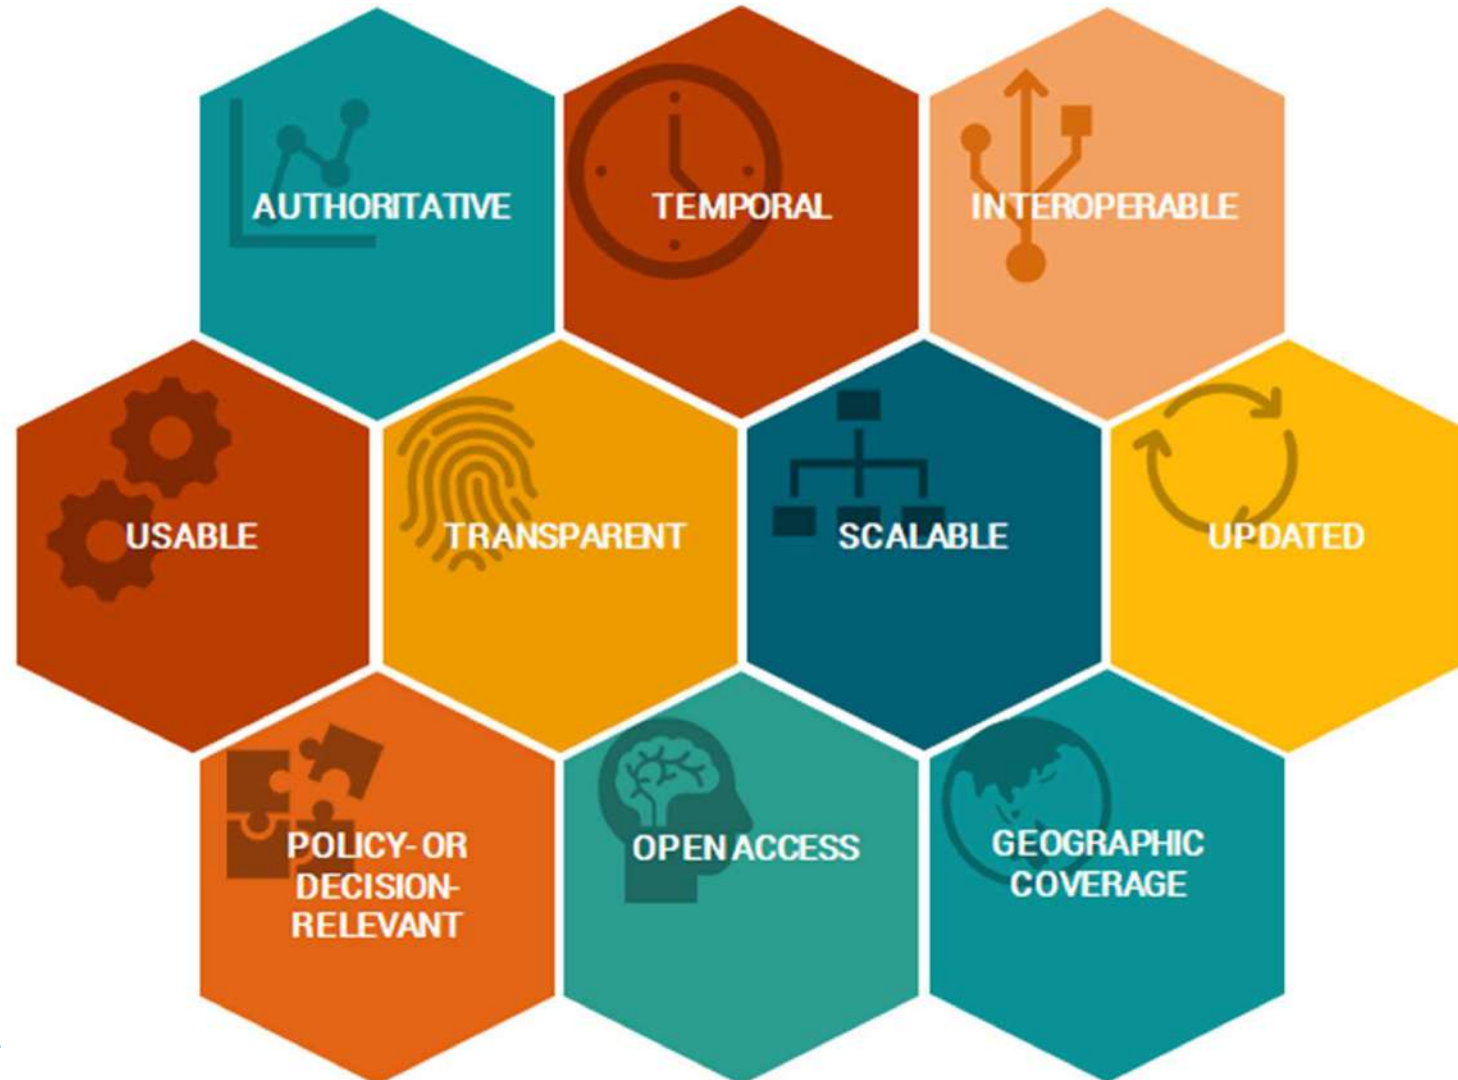 AUTHORITATIVE
TEMPORAL
INTEROPERABLE
USABLE
TRANSPARENT
SCALABLE
UPDATED
POLICY- OR
DECISION-
RELEVANT
OPEN ACCESS
GEOGRAPHIC
COVERAGE